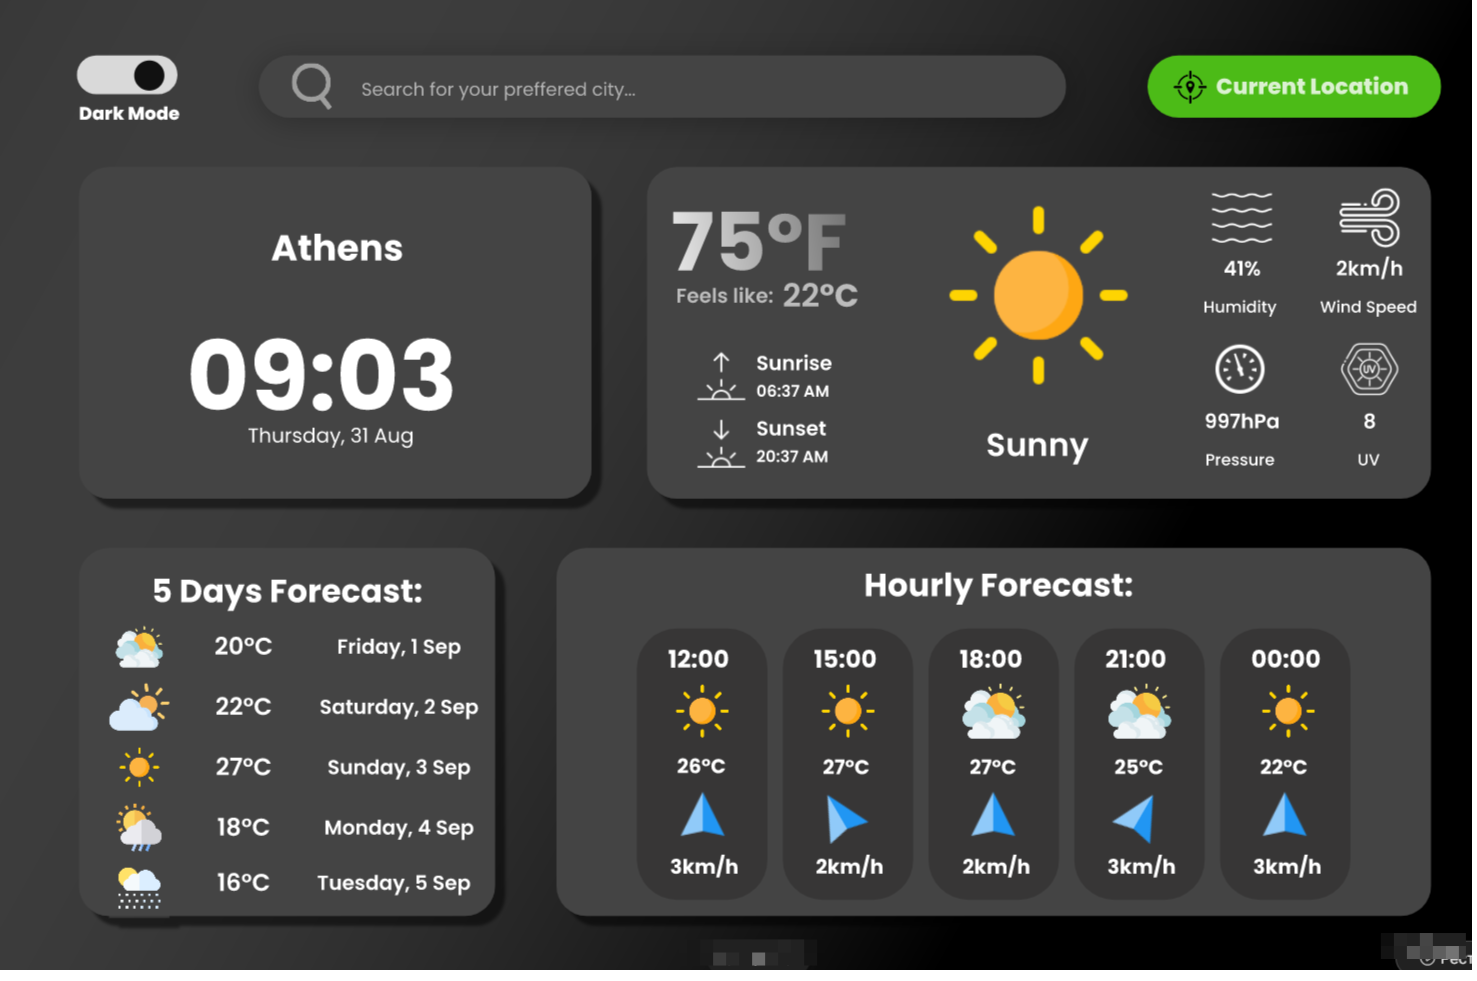 Dark Mode
Search for your preffered city...
Current Location
Athens
09:03
Thursday, 31 Aug
75°F
Feels like: 22°C
Sunrise
06:37 AM
Sunset
20:37 AM
Sunny
41%
Humidity
2km/h
Wind Speed
997hPa
Pressure
UV
8
UV
5 Days Forecast:
20°C Friday, 1 Sep
22°C Saturday, 2 Sep
27°C Sunday, 3 Sep
18°C Monday, 4 Sep
16°C Tuesday, 5 Sep
Hourly Forecast:
12:00 15:00 18:00 21:00 00:00
26°C 27°C 27°C 25°C 22°C
3km/h 2km/h 2km/h 3km/h 3km/h